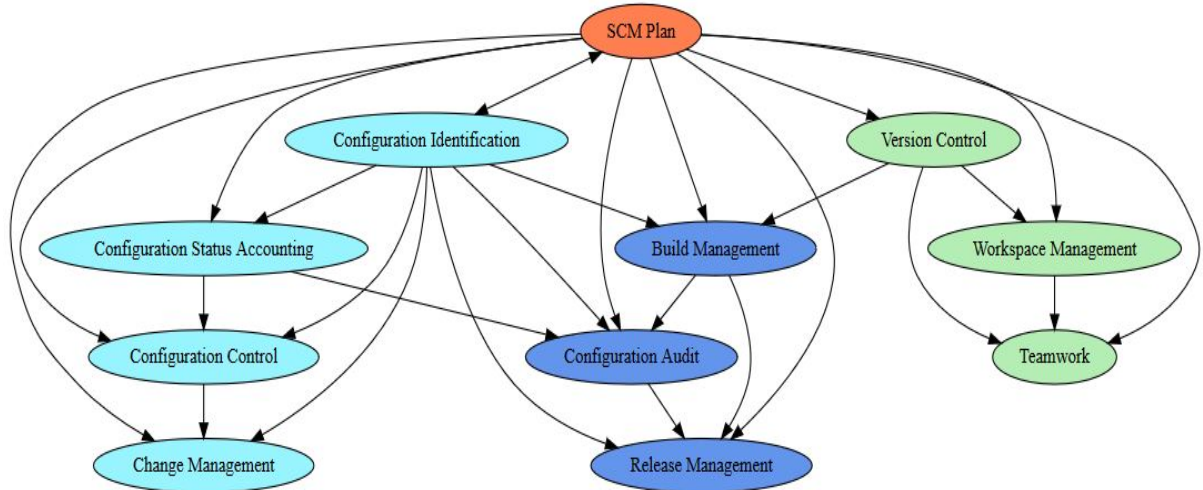 SCM Plan
Configuration Identification
Version Control
Configuration Status Accounting
Build Management
Workspace Management
Configuration Control
Configuration Audit
Teamwork
Change Management
Release Management